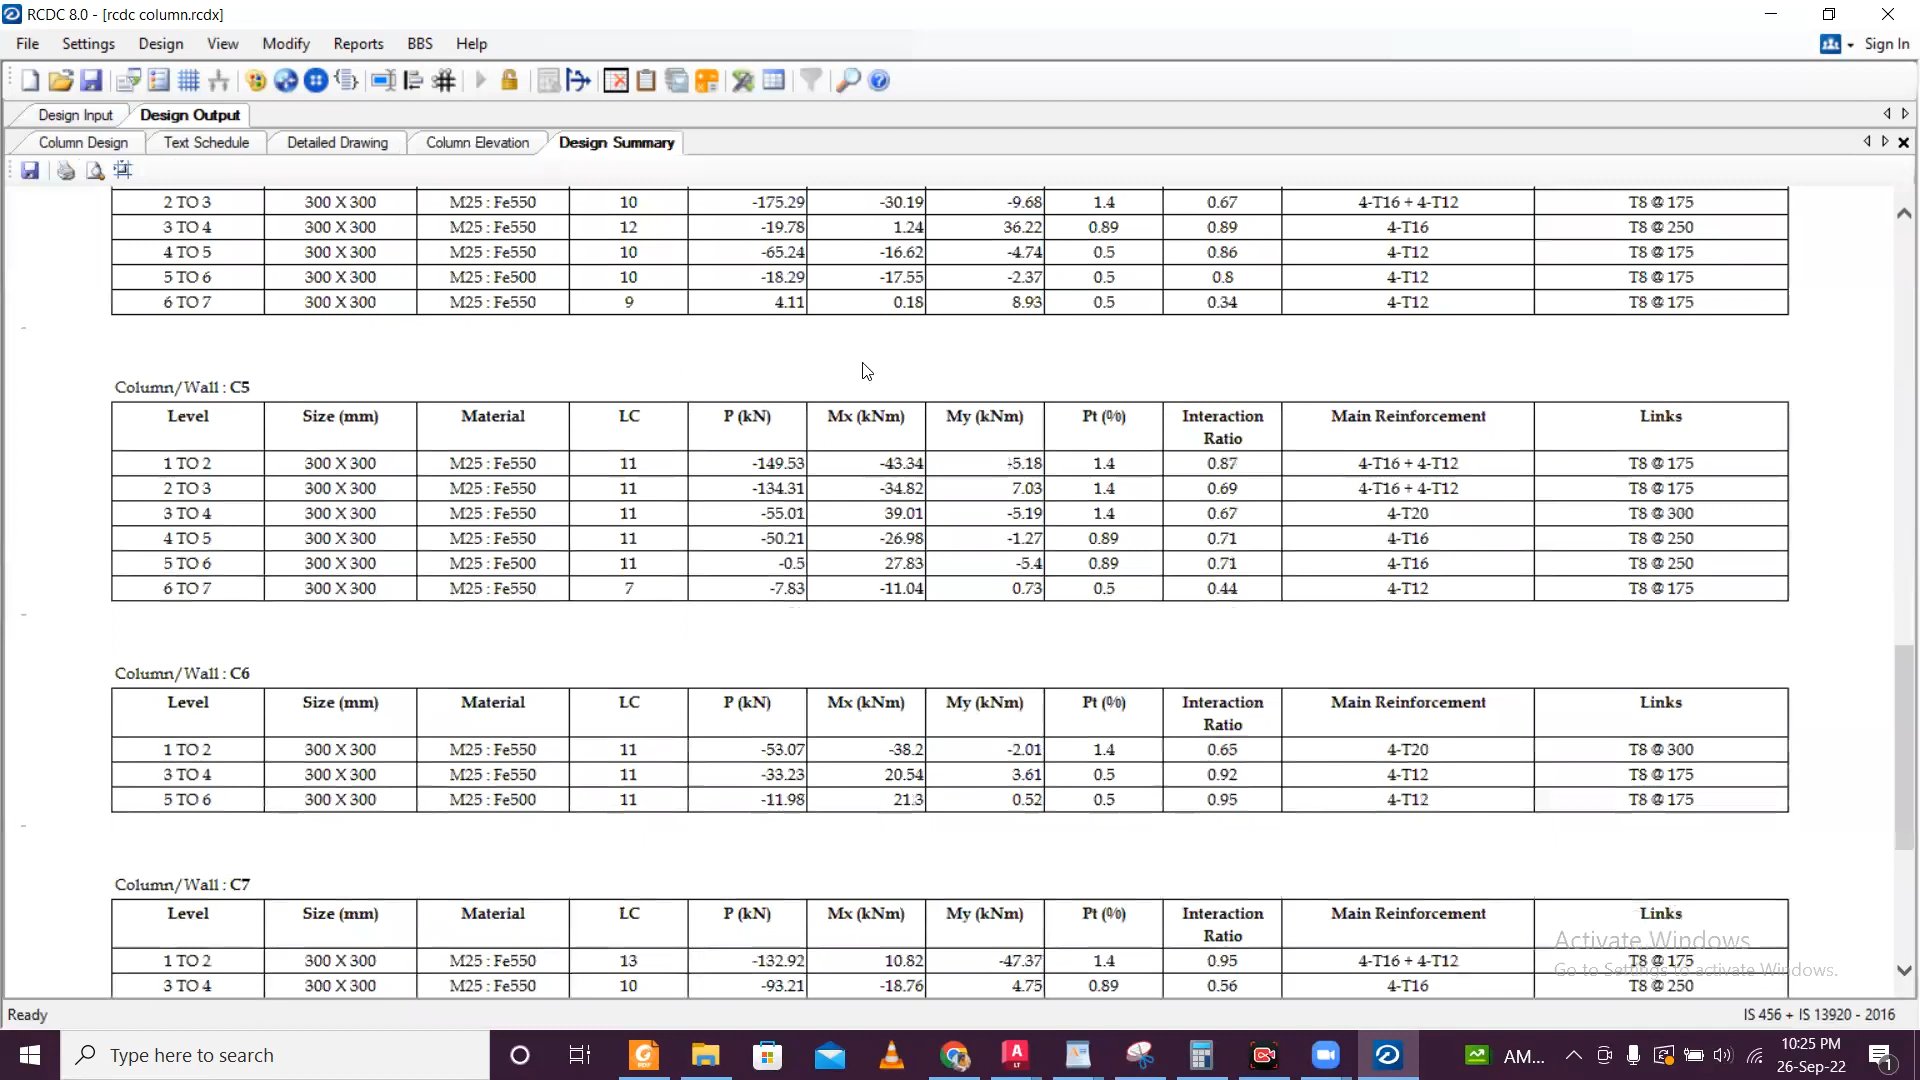 RCDC 8.0 - [rcdc column.rcdx]
File Settings Design View Modify Reports BBS Help Sign In
Design Input Design Output
Column Design Text Schedule Detailed Drawing Column Elevation Design Summary
2 TO 3 300 X 300 M25 : Fe550 10 -175.29 -30.19 -9.68 1.4 0.67 4-T16 + 4-T12 T8 @ 175
3 TO 4 300 X 300 M25 : Fe550 12 -19.78 1.24 36.22 0.89 0.89 4-T16 T8 @ 250
4 TO 5 300 X 300 M25 : Fe550 10 -65.24 -16.62 -4.74 0.5 0.86 4-T12 T8 @ 175
5 TO 6 300 X 300 M25 : Fe500 10 -18.29 -17.55 -2.37 0.5 0.8 4-T12 T8 @ 175
6 TO 7 300 X 300 M25 : Fe550 9 4.11 0.18 8.93 0.5 0.34 4-T12 T8 @ 175
Column/Wall : C5
Level Size (mm) Material LC P (kN) Mx (kNm) My (kNm) Pt (%) Interaction Ratio Main Reinforcement Links
1 TO 2 300 X 300 M25 : Fe550 11 -149.53 -43.34 -5.18 1.4 0.87 4-T16 + 4-T12 T8 @ 175
2 TO 3 300 X 300 M25 : Fe550 11 -134.31 -34.82 7.03 1.4 0.69 4-T16 + 4-T12 T8 @ 175
3 TO 4 300 X 300 M25 : Fe550 11 -55.01 39.01 -5.19 1.4 0.67 4-T20 T8 @ 300
4 TO 5 300 X 300 M25 : Fe550 11 -50.21 -26.98 -1.27 0.89 0.71 4-T16 T8 @ 250
5 TO 6 300 X 300 M25 : Fe500 11 -0.5 27.83 -5.4 0.89 0.71 4-T16 T8 @ 250
6 TO 7 300 X 300 M25 : Fe550 7 -7.83 -11.04 0.73 0.5 0.44 4-T12 T8 @ 175
Column/Wall : C6
Level Size (mm) Material LC P (kN) Mx (kNm) My (kNm) Pt (%) Interaction Ratio Main Reinforcement Links
1 TO 2 300 X 300 M25 : Fe550 11 -53.07 -38.2 -2.01 1.4 0.65 4-T20 T8 @ 300
3 TO 4 300 X 300 M25 : Fe550 11 -33.23 20.54 3.61 0.5 0.92 4-T12 T8 @ 175
5 TO 6 300 X 300 M25 : Fe500 11 -11.98 21.3 0.52 0.5 0.95 4-T12 T8 @ 175
Column/Wall : C7
Level Size (mm) Material LC P (kN) Mx (kNm) My (kNm) Pt (%) Interaction Ratio Main Reinforcement Links
1 TO 2 300 X 300 M25 : Fe550 13 -132.92 10.82 -47.37 1.4 0.95 4-T16 + 4-T12 T8 @ 175
3 TO 4 300 X 300 M25 : Fe550 10 -93.21 -18.76 4.75 0.89 0.56 4-T16 T8 @ 250
Activate Windows
Go to Settings to activate Windows.
Ready IS 456 + IS 13920 - 2016
Type here to search AM... 10:25 PM
26-Sep-22 1